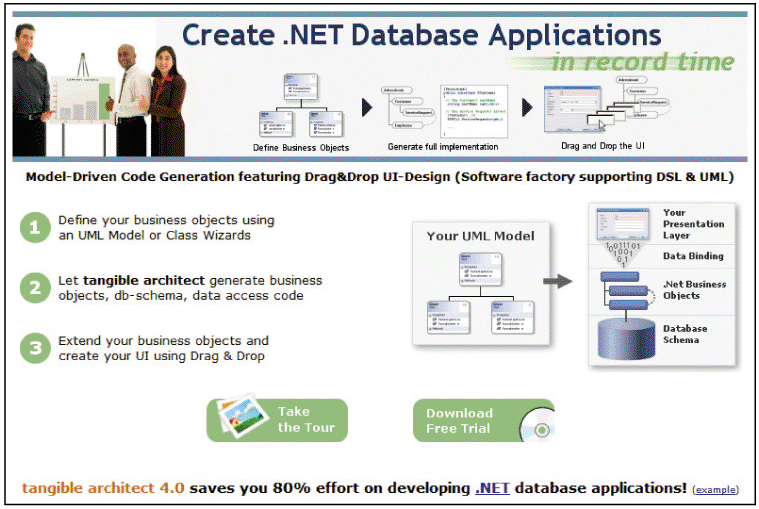 Create .NET Database Applications
in record time
Define Business Objects
Generate full implementation
Drag and Drop the UI
Model-Driven Code Generation featuring Drag&Drop UI-Design (Software factory supporting DSL & UML)
1
Define your business objects using
an UML Model or Class Wizards
2
Let tangible architect generate business
objects, db-schema, data access code
3
Extend your business objects and
create your UI using Drag & Drop
Your UML Model
Your
Presentation
Layer
Data Binding
.Net Business
Objects
Database
Schema
Take
the Tour
Download
Free Trial
tangible architect 4.0 saves you 80% effort on developing .NET database applications! (example)